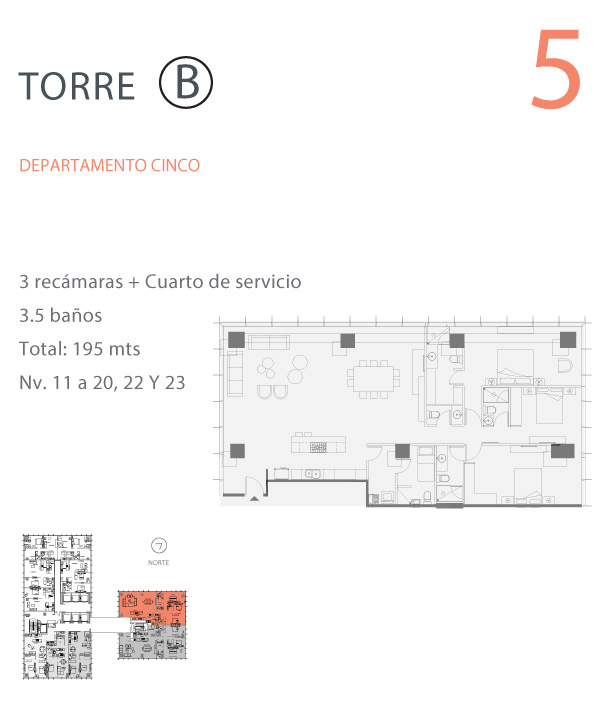 TORRE B
5
DEPARTAMENTO CINCO
3 recámaras + Cuarto de servicio
3.5 baños
Total: 195 mts
Nv. 11 a 20, 22 Y 23
NORTE